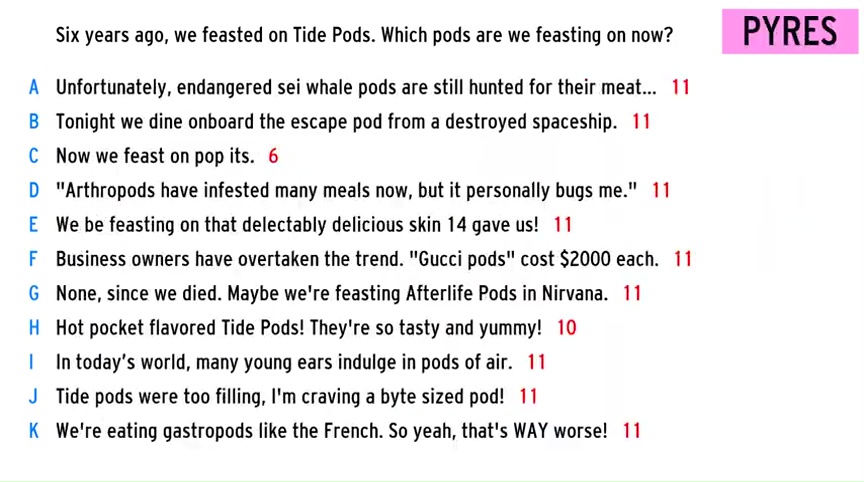 Six years ago, we feasted on Tide Pods. Which pods are we feasting on now?
PYRES
A Unfortunately, endangered sei whale pods are still hunted for their meat... 11
B Tonight we dine onboard the escape pod from a destroyed spaceship. 11
C Now we feast on pop its. 6
D "Arthropods have infested many meals now, but it personally bugs me." 11
E We be feasting on that delectably delicious skin 14 gave us! 11
F Business owners have overtaken the trend. "Gucci pods" cost $2000 each. 11
G None, since we died. Maybe we're feasting Afterlife Pods in Nirvana. 11
H Hot pocket flavored Tide Pods! They're so tasty and yummy! 10
I In today's world, many young ears indulge in pods of air. 11
J Tide pods were too filling, I'm craving a byte sized pod! 11
K We're eating gastropods like the French. So yeah, that's WAY worse! 11